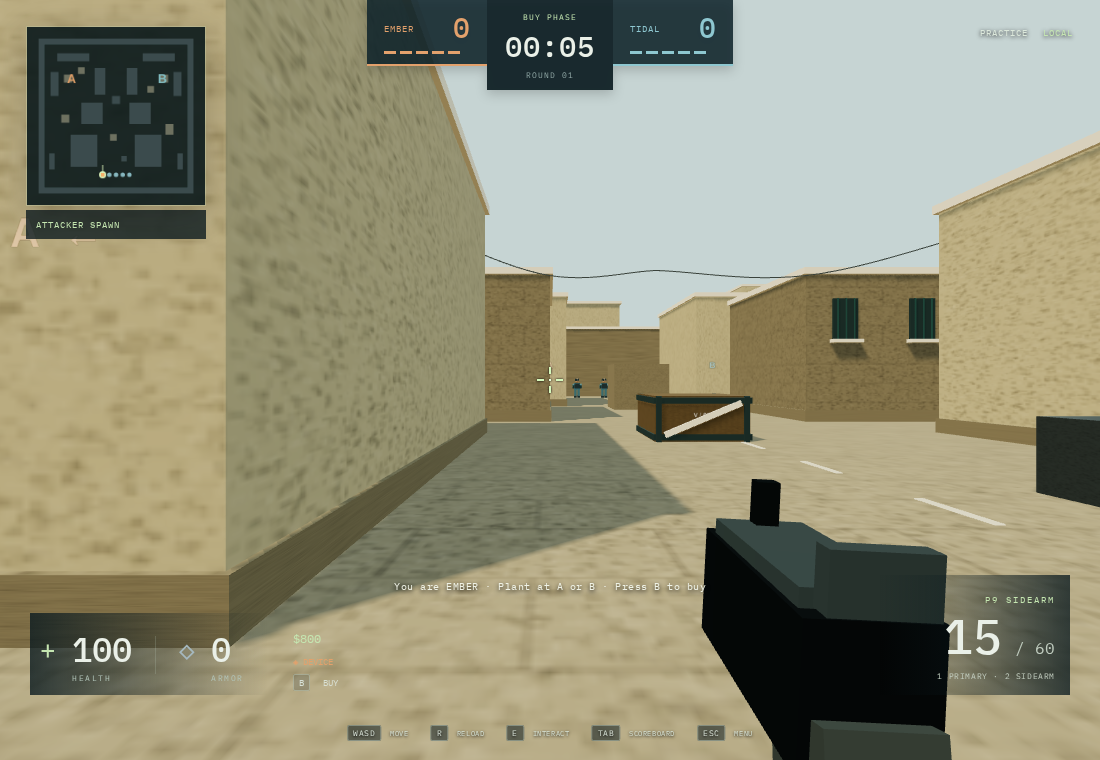 EMBER 0
BUY PHASE
00:05
ROUND 01
TIDAL 0
PRACTICE LOCAL
A B
ATTACKER SPAWN
A
B
You are EMBER · Plant at A or B · Press B to buy
+ 100
HEALTH
0
ARMOR
$800
B BUY
P9 SIDEARM
15 / 60
1 PRIMARY · 2 SIDEARM
WASD MOVE R RELOAD E INTERACT TAB SCOREBOARD ESC MENU